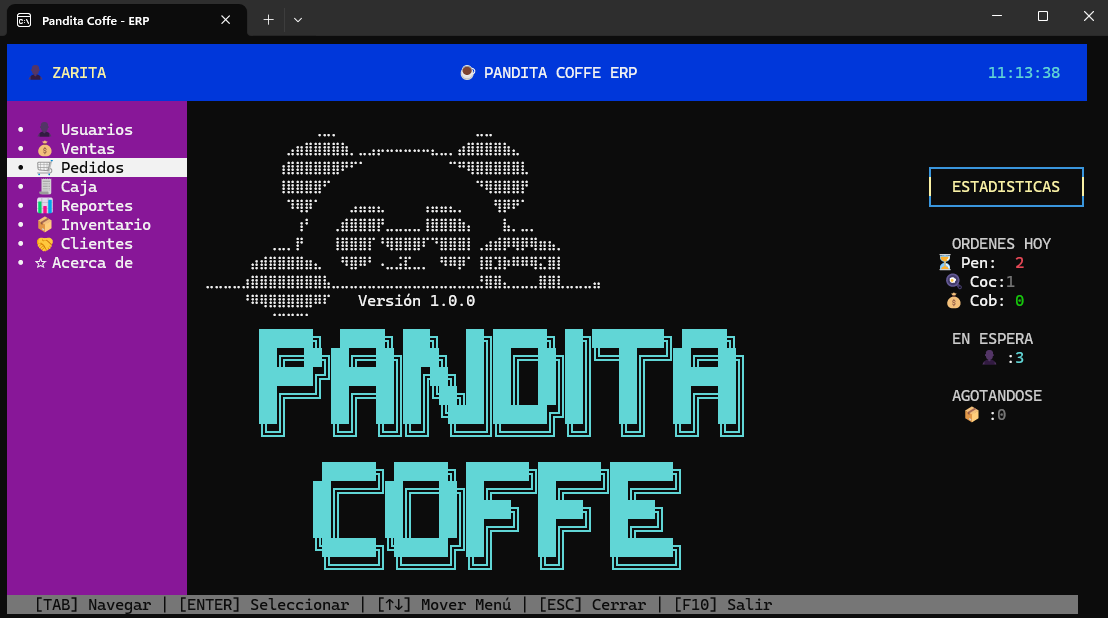 Pandita Coffe - ERP
ZARITA
PANDITA COFFE ERP
11:13:38
• Usuarios
• Ventas
• Pedidos
• Caja
• Reportes
• Inventario
• Clientes
• ☆ Acerca de
Versión 1.0.0
PANDITA
COFFE
ESTADISTICAS
ORDENES HOY
Pen: 2
Coc:1
Cob: 0
EN ESPERA
:3
AGOTANDOSE
:0
[TAB] Navegar | [ENTER] Seleccionar | [↑↓] Mover Menú | [ESC] Cerrar | [F10] Salir